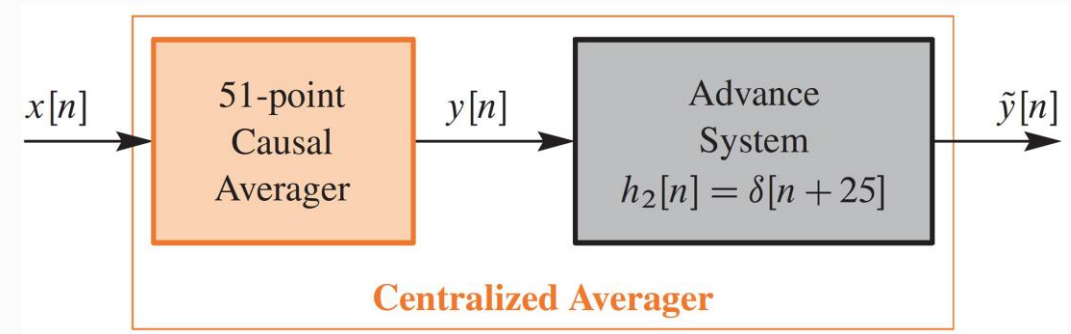 x[n]
51-point
Causal
Averager
y[n]
Advance
System
h₂[n] = δ[n + 25]
ỹ[n]
Centralized Averager